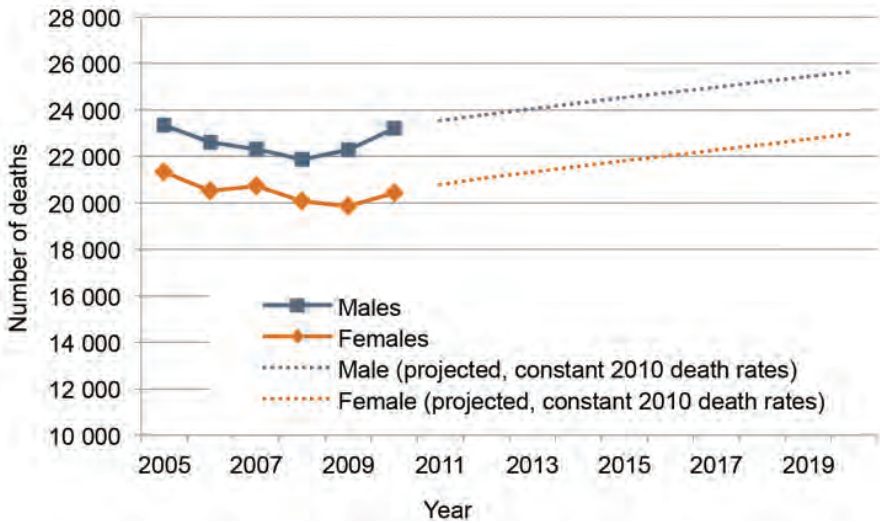 28 000
26 000
24 000
22 000
20 000
18 000
16 000
14 000
12 000
10 000
Number of deaths
Males
Females
Male (projected, constant 2010 death rates)
Female (projected, constant 2010 death rates)
2005 2007 2009 2011 2013 2015 2017 2019
Year